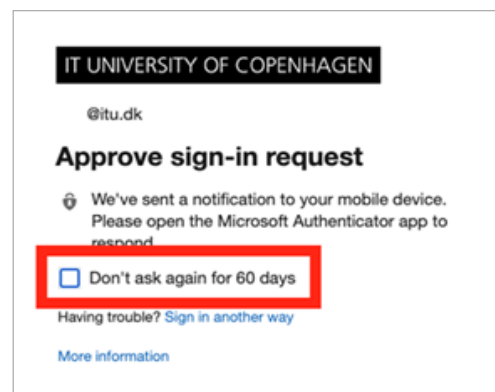 IT UNIVERSITY OF COPENHAGEN
@itu.dk
Approve sign-in request
We've sent a notification to your mobile device.
Please open the Microsoft Authenticator app to
respond.
Don't ask again for 60 days
Having trouble? Sign in another way
More information